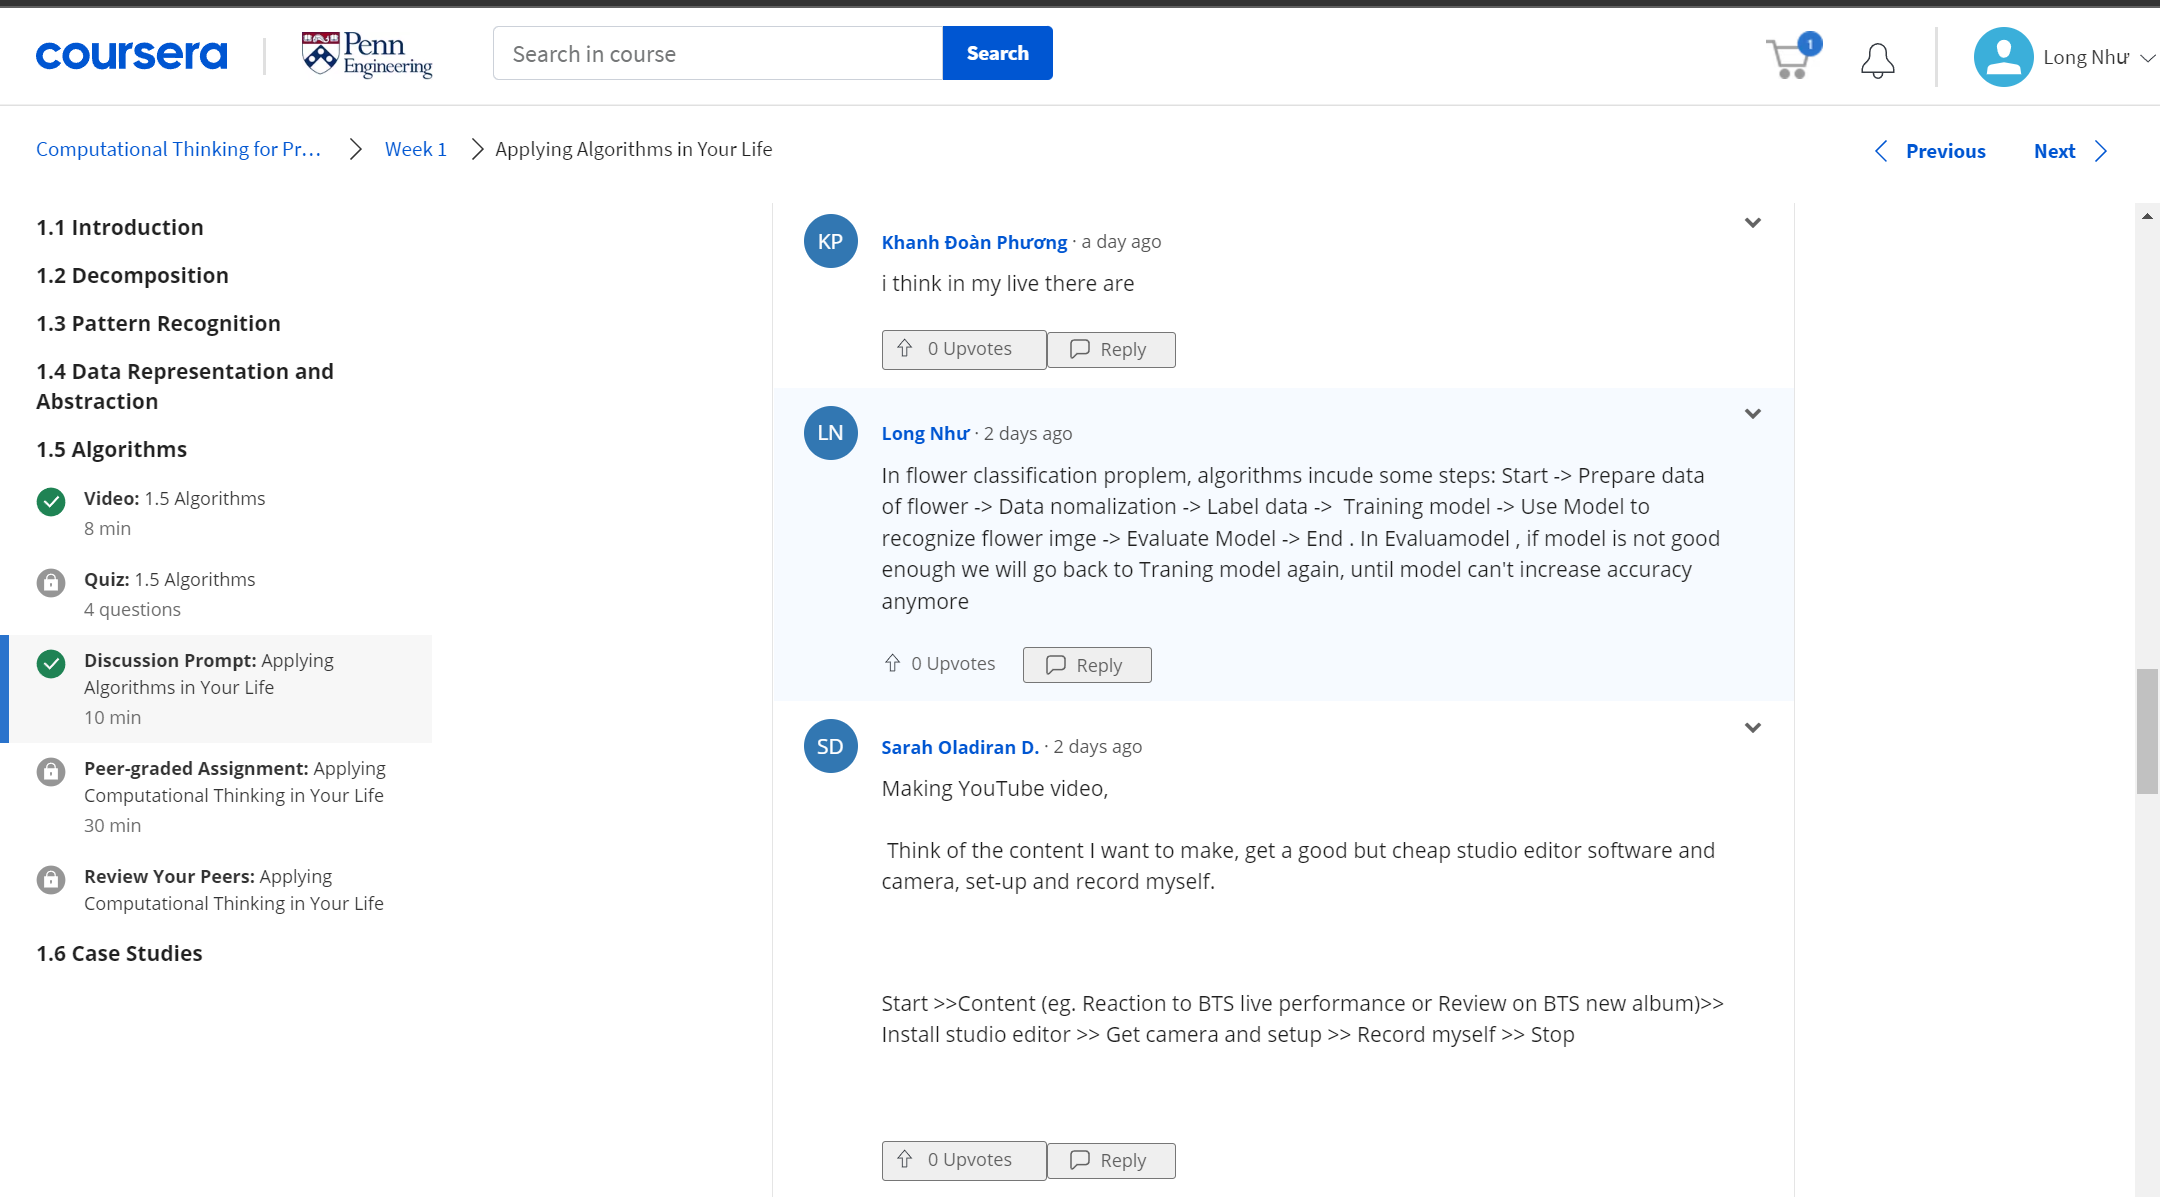 coursera
Penn
Engineering
Search in course
Search
1
Long Như
Computational Thinking for Pr...
Week 1
Applying Algorithms in Your Life
Previous
Next
1.1 Introduction
1.2 Decomposition
1.3 Pattern Recognition
1.4 Data Representation and
Abstraction
1.5 Algorithms
Video: 1.5 Algorithms
8 min
Quiz: 1.5 Algorithms
4 questions
Discussion Prompt: Applying
Algorithms in Your Life
10 min
Peer-graded Assignment: Applying
Computational Thinking in Your Life
30 min
Review Your Peers: Applying
Computational Thinking in Your Life
1.6 Case Studies
KP
Khanh Đoàn Phương · a day ago
i think in my live there are
0 Upvotes
Reply
LN
Long Như · 2 days ago
In flower classification proplem, algorithms incude some steps: Start -> Prepare data
of flower -> Data nomalization -> Label data ->  Training model -> Use Model to
recognize flower imge -> Evaluate Model -> End . In Evaluamodel , if model is not good
enough we will go back to Traning model again, until model can't increase accuracy
anymore
0 Upvotes
Reply
SD
Sarah Oladiran D. · 2 days ago
Making YouTube video,
Think of the content I want to make, get a good but cheap studio editor software and
camera, set-up and record myself.
Start >>Content (eg. Reaction to BTS live performance or Review on BTS new album)>>
Install studio editor >> Get camera and setup >> Record myself >> Stop
0 Upvotes
Reply